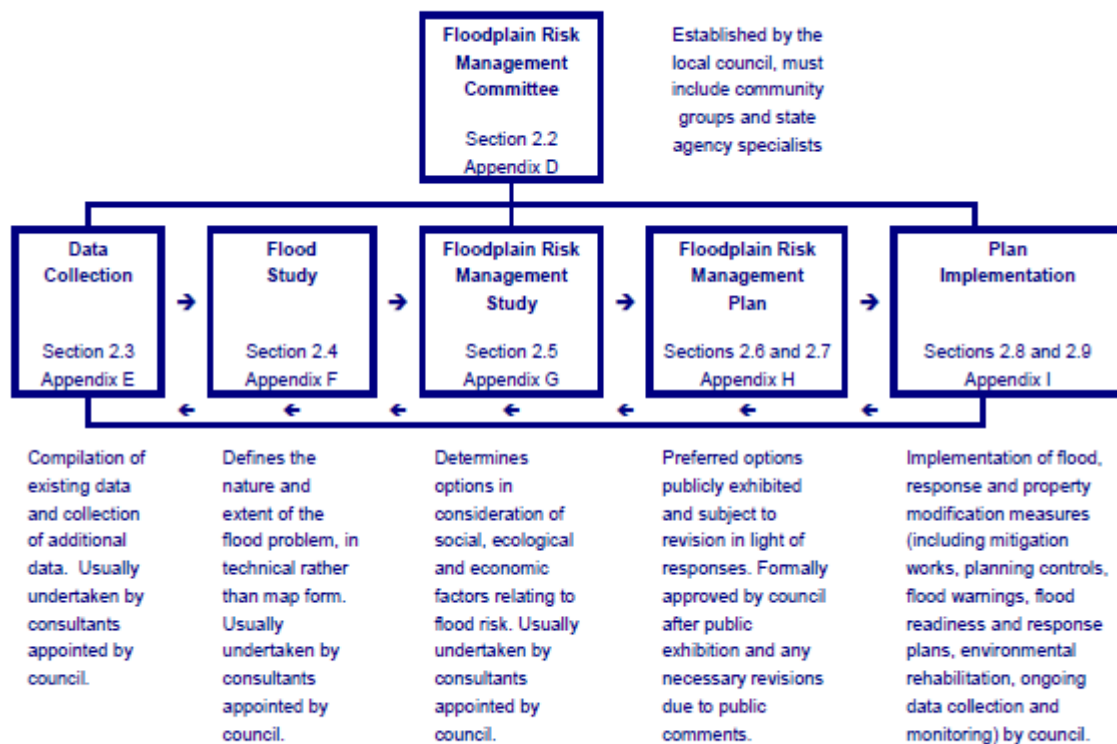 Floodplain Risk
Management
Committee
Section 2.2
Appendix D
Established by the
local council, must
include community
groups and state
agency specialists
Data
Collection
Section 2.3
Appendix E
→
Flood
Study
Section 2.4
Appendix F
→
Floodplain Risk
Management
Study
Section 2.5
Appendix G
→
Floodplain Risk
Management
Plan
Sections 2.6 and 2.7
Appendix H
→
Plan
Implementation
Sections 2.8 and 2.9
Appendix I
← ← ← ← ← ← ←
Compilation of
existing data
and collection
of additional
data. Usually
undertaken by
consultants
appointed by
council.
Defines the
nature and
extent of the
flood problem, in
technical rather
than map form.
Usually
undertaken by
consultants
appointed by
council.
Determines
options in
consideration of
social, ecological
and economic
factors relating to
flood risk. Usually
undertaken by
consultants
appointed by
council.
Preferred options
publicly exhibited
and subject to
revision in light of
responses. Formally
approved by council
after public
exhibition and any
necessary revisions
due to public
comments.
Implementation of flood,
response and property
modification measures
(including mitigation
works, planning controls,
flood warnings, flood
readiness and response
plans, environmental
rehabilitation, ongoing
data collection and
monitoring) by council.